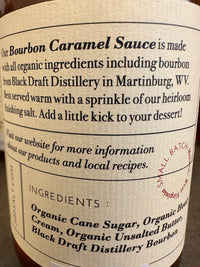 Our Bourbon Caramel Sauce is made
with all organic ingredients including bourbon
from Black Draft Distillery in Martinburg, WV.
Best served warm with a sprinkle of our heirloom
finishing salt. Add a little kick to your dessert!
Visit our website for more information
about our products and local recipes.
SMALL BATCH
INGREDIENTS:
Organic Cane Sugar, Organic
Cream, Organic Unsalted Butter,
Black Draft Distillery Bourbon